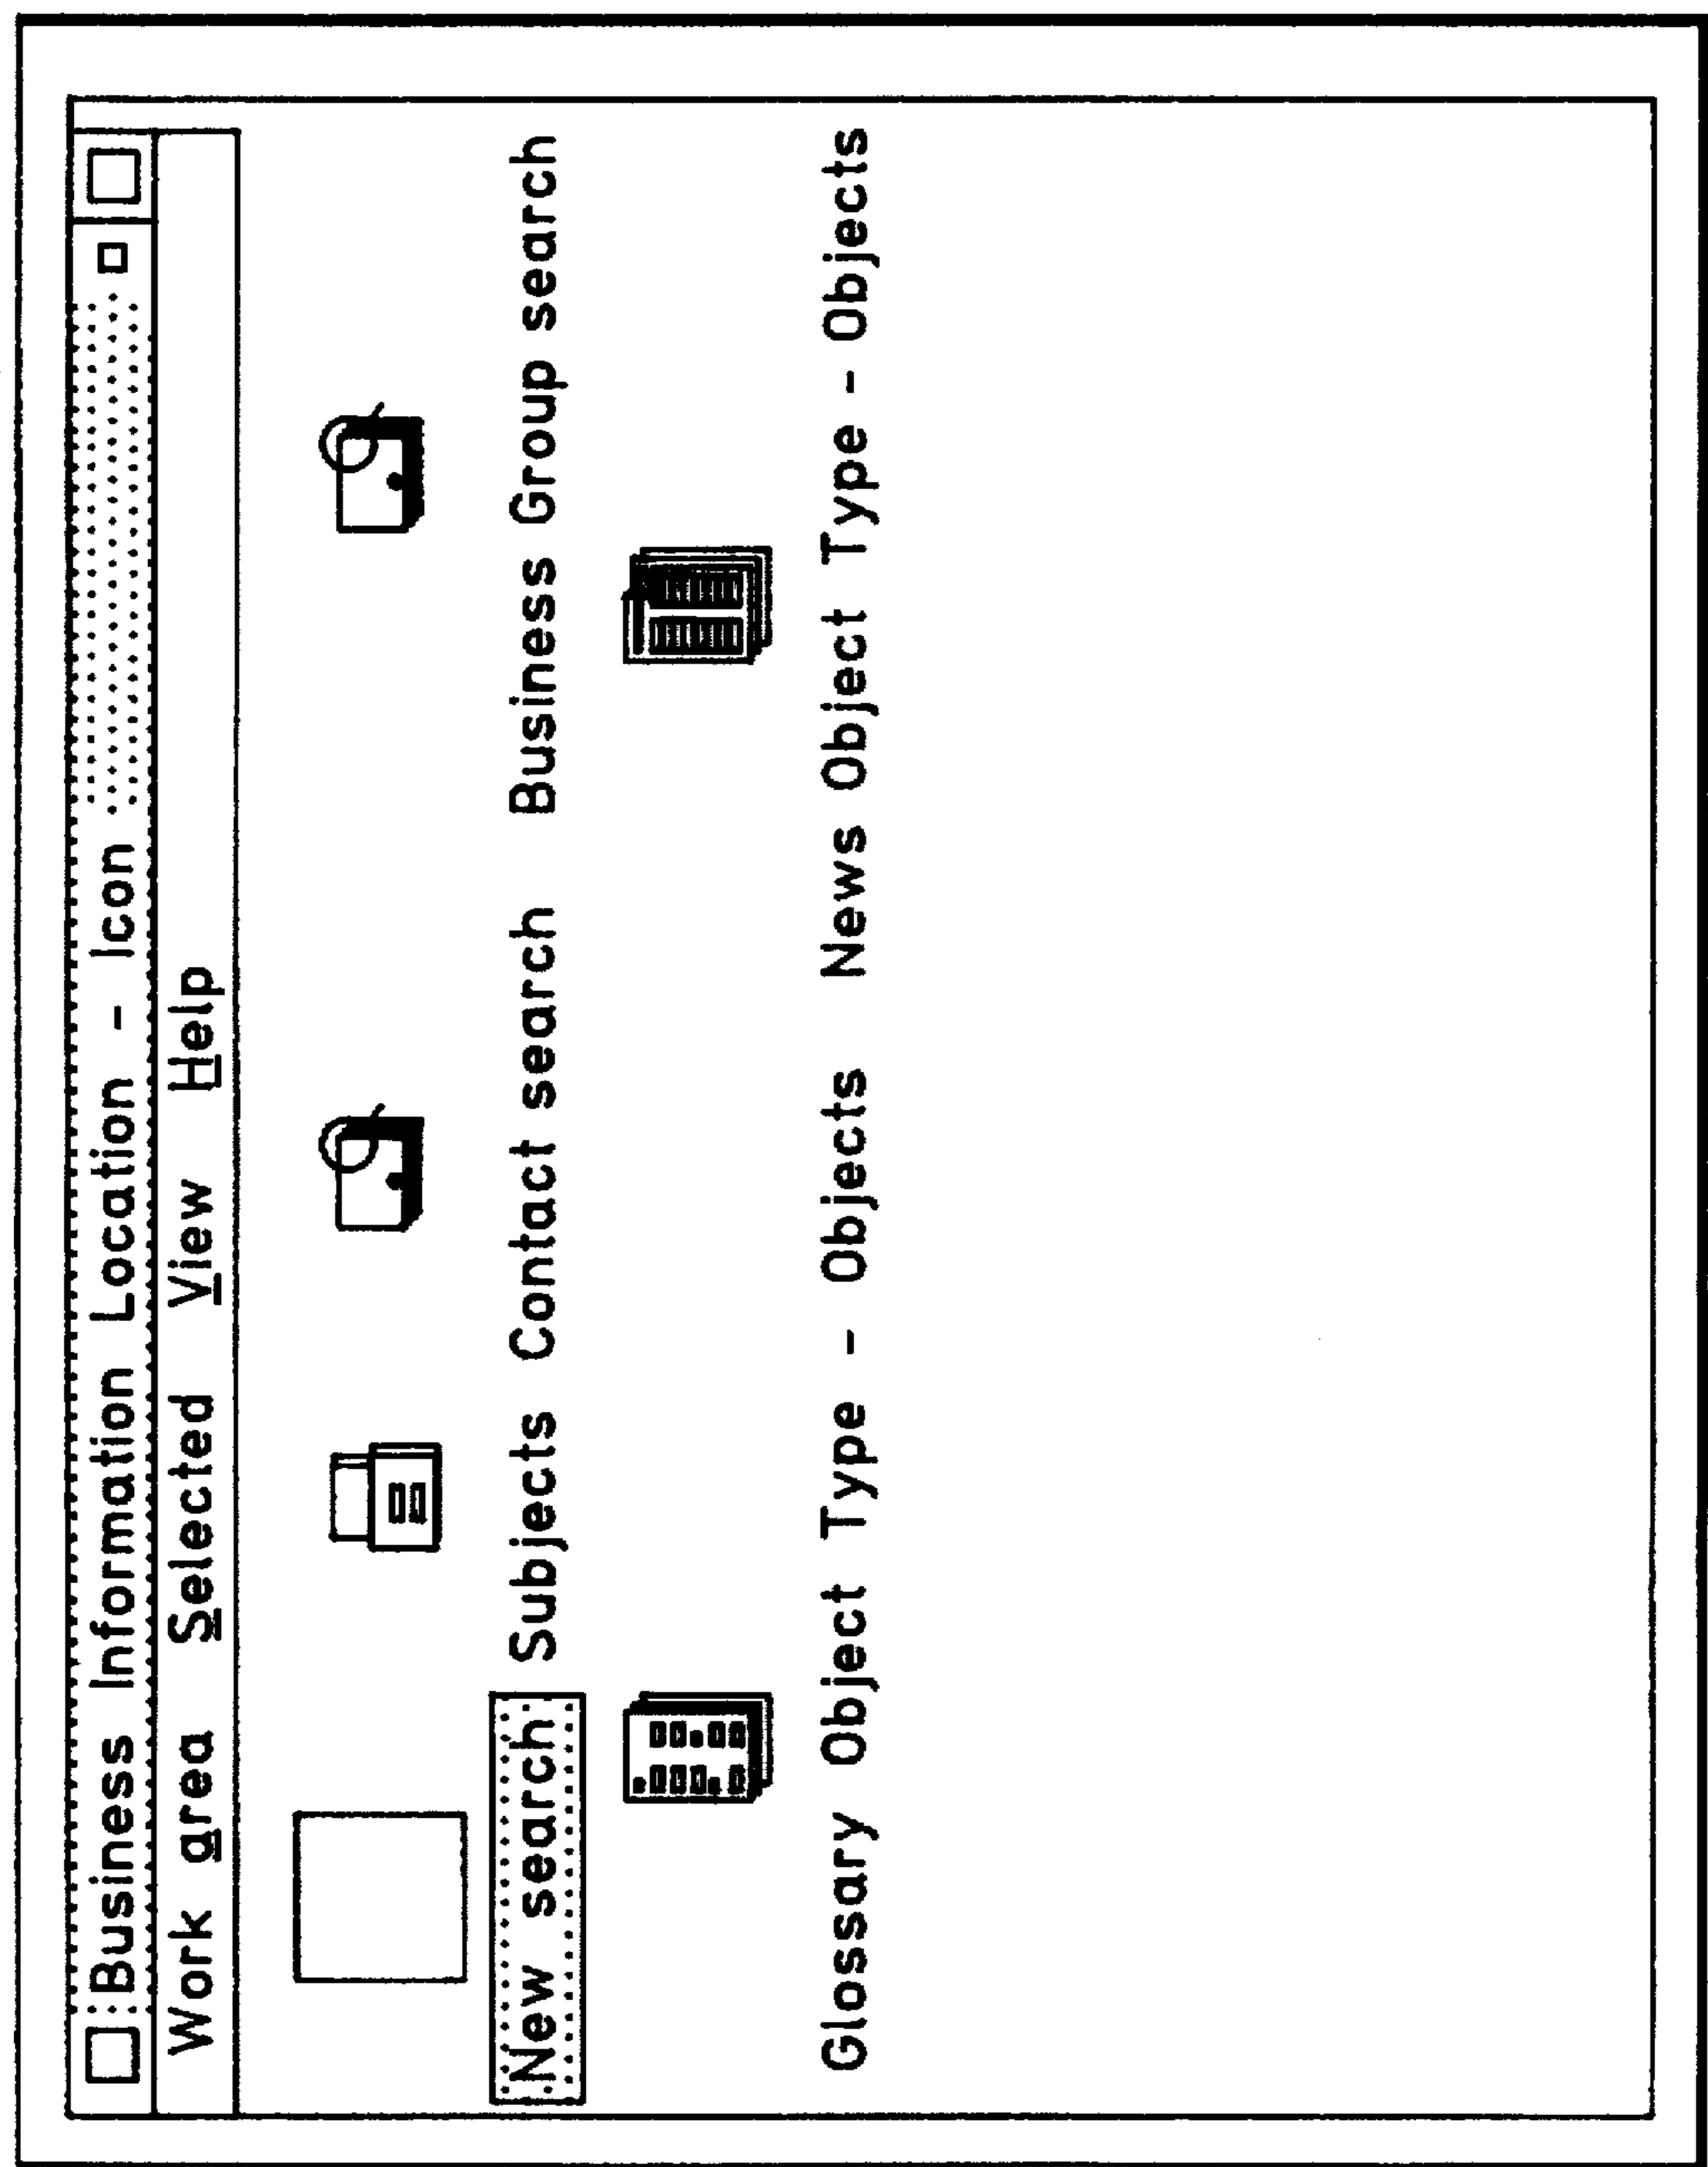 Business Information Location - Icon
Work area Selected View Help
New search Subjects Contact search Business Group search
Glossary Object Type - Objects News Object Type - Objects